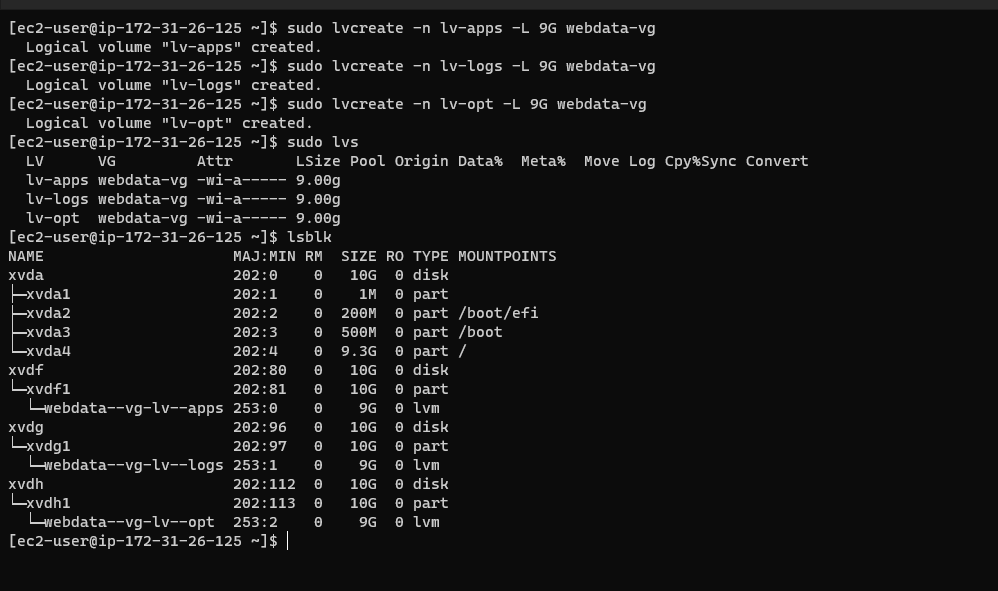 [ec2-user@ip-172-31-26-125 ~]$ sudo lvcreate -n lv-apps -L 9G webdata-vg
  Logical volume "lv-apps" created.
[ec2-user@ip-172-31-26-125 ~]$ sudo lvcreate -n lv-logs -L 9G webdata-vg
  Logical volume "lv-logs" created.
[ec2-user@ip-172-31-26-125 ~]$ sudo lvcreate -n lv-opt -L 9G webdata-vg
  Logical volume "lv-opt" created.
[ec2-user@ip-172-31-26-125 ~]$ sudo lvs
  LV      VG         Attr       LSize Pool Origin Data%  Meta%  Move Log Cpy%Sync Convert
  lv-apps webdata-vg -wi-a----- 9.00g
  lv-logs webdata-vg -wi-a----- 9.00g
  lv-opt  webdata-vg -wi-a----- 9.00g
[ec2-user@ip-172-31-26-125 ~]$ lsblk
NAME                     MAJ:MIN RM  SIZE RO TYPE MOUNTPOINTS
xvda                     202:0    0   10G  0 disk
├─xvda1                  202:1    0    1M  0 part
├─xvda2                  202:2    0  200M  0 part /boot/efi
├─xvda3                  202:3    0  500M  0 part /boot
└─xvda4                  202:4    0  9.3G  0 part /
xvdf                     202:80   0   10G  0 disk
└─xvdf1                  202:81   0   10G  0 part
  └─webdata--vg-lv--apps 253:0    0    9G  0 lvm
xvdg                     202:96   0   10G  0 disk
└─xvdg1                  202:97   0   10G  0 part
  └─webdata--vg-lv--logs 253:1    0    9G  0 lvm
xvdh                     202:112  0   10G  0 disk
└─xvdh1                  202:113  0   10G  0 part
  └─webdata--vg-lv--opt  253:2    0    9G  0 lvm
[ec2-user@ip-172-31-26-125 ~]$